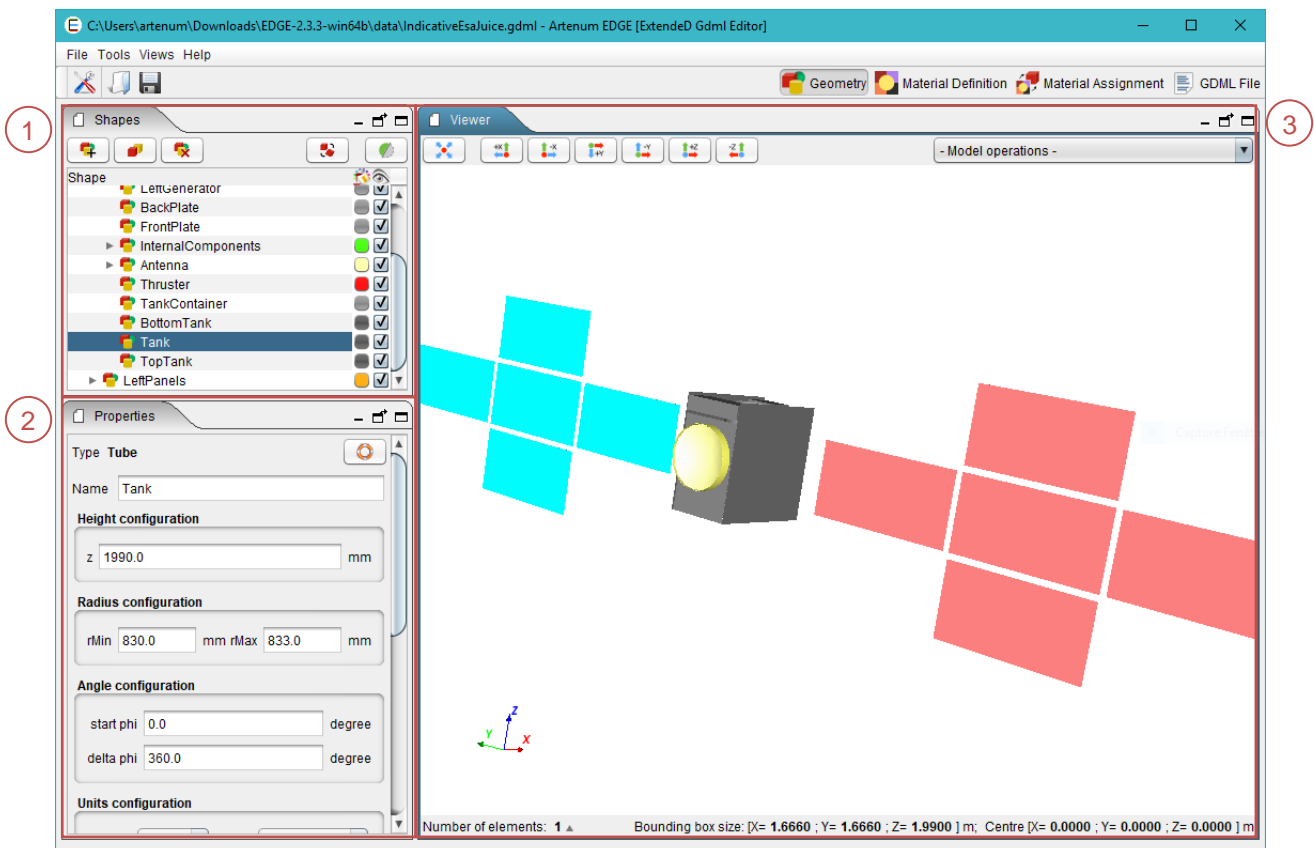 C:\Users\artenum\Downloads\EDGE-2.3.3-win64b\data\IndicativeEsaJuice.gdml - Artenum EDGE [ExtendeD Gdml Editor]
File Tools Views Help
Geometry Material Definition Material Assignment GDML File
1
Shapes
Shape
LeftGenerator
BackPlate
FrontPlate
InternalComponents
Antenna
Thruster
TankContainer
BottomTank
Tank
TopTank
LeftPanels
2
Properties
Type Tube
Name Tank
Height configuration
z 1990.0 mm
Radius configuration
rMin 830.0 mm rMax 833.0 mm
Angle configuration
start phi 0.0 degree
delta phi 360.0 degree
Units configuration
3
Viewer
+X -X +Y -Y +Z -Z
- Model operations -
Z
Y
X
Number of elements: 1 Bounding box size: [X= 1.6660 ; Y= 1.6660 ; Z= 1.9900 ] m; Centre [X= 0.0000 ; Y= 0.0000 ; Z= 0.0000 ] m